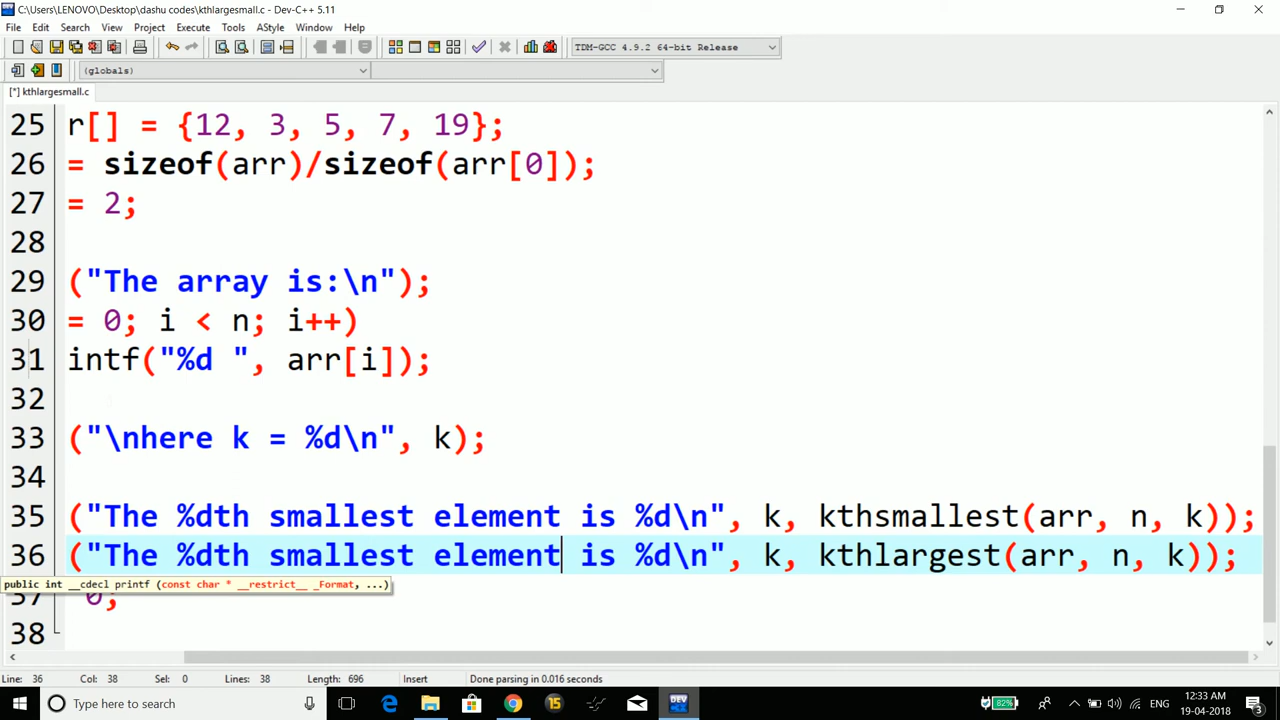 C:\Users\LENOVO\Desktop\dashu codes\kthlargesmall.c - Dev-C++ 5.11
File Edit Search View Project Execute Tools AStyle Window Help
TDM-GCC 4.9.2 64-bit Release
(globals)
[*] kthlargesmall.c
25 r[] = {12, 3, 5, 7, 19};
26 = sizeof(arr)/sizeof(arr[0]);
27 = 2;
28
29 ("The array is:\n");
30 = 0; i < n; i++)
31 intf("%d ", arr[i]);
32
33 ("\nhere k = %d\n", k);
34
35 ("The %dth smallest element is %d\n", k, kthsmallest(arr, n, k));
36 ("The %dth smallest element is %d\n", k, kthlargest(arr, n, k));
public int __cdecl printf (const char * __restrict__ _Format, ...)
37 0;
38
Line: 36 Col: 38 Sel: 0 Lines: 38 Length: 696 Insert Done parsing in 0.016 seconds
Type here to search
15
82%
ENG
12:33 AM
19-04-2018
3